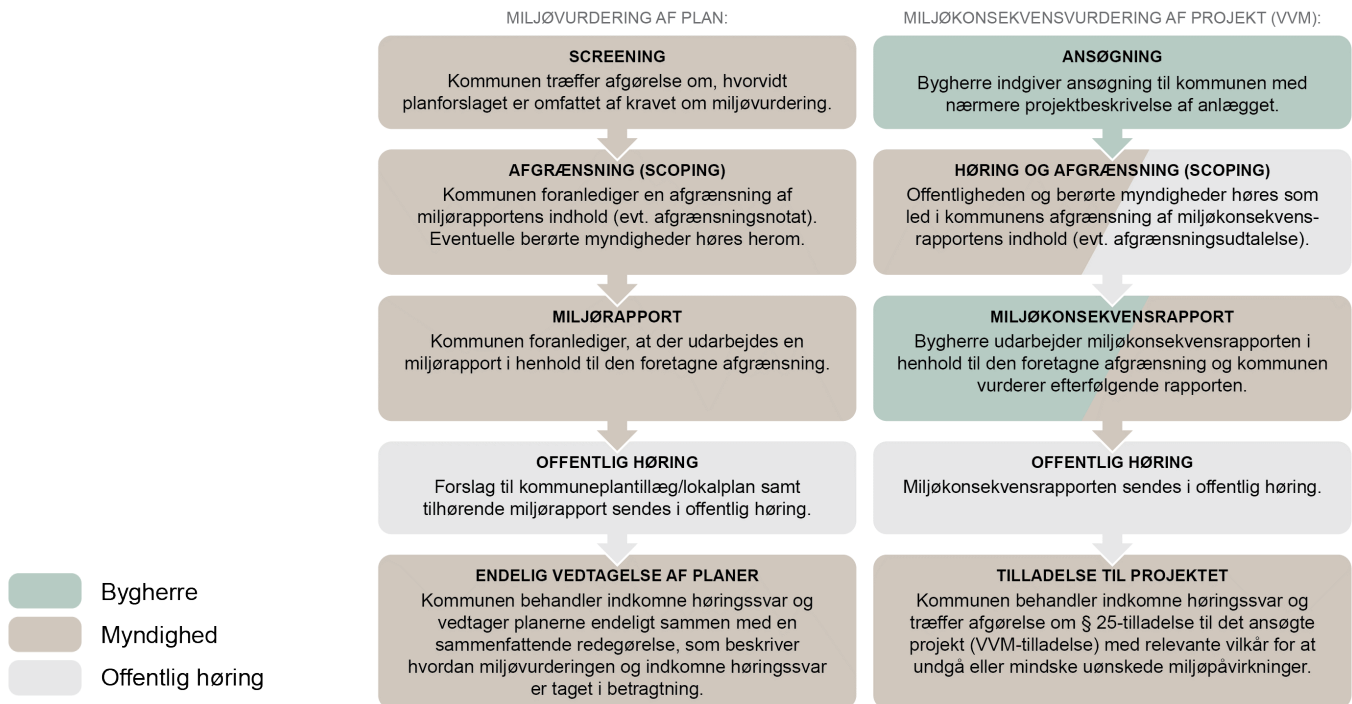 MILJØVURDERING AF PLAN:
SCREENING
Kommunen træffer afgørelse om, hvorvidt
planforslaget er omfattet af kravet om miljøvurdering.
AFGRÆNSNING (SCOPING)
Kommunen foranlediger en afgrænsning af
miljørapportens indhold (evt. afgrænsningsnotat).
Eventuelle berørte myndigheder høres herom.
MILJØRAPPORT
Kommunen foranlediger, at der udarbejdes en
miljørapport i henhold til den foretagne afgrænsning.
OFFENTLIG HØRING
Forslag til kommuneplantillæg/lokalplan samt
tilhørende miljørapport sendes i offentlig høring.
ENDELIG VEDTAGELSE AF PLANER
Kommunen behandler indkomne høringssvar og
vedtager planerne endeligt sammen med en
sammenfattende redegørelse, som beskriver
hvordan miljøvurderingen og indkomne høringssvar
er taget i betragtning.
MILJØKONSEKVENSVURDERING AF PROJEKT (VVM):
ANSØGNING
Bygherre indgiver ansøgning til kommunen med
nærmere projektbeskrivelse af anlægget.
HØRING OG AFGRÆNSNING (SCOPING)
Offentligheden og berørte myndigheder høres som
led i kommunens afgrænsning af miljøkonsekvens-
rapportens indhold (evt. afgrænsningsudtalelse).
MILJØKONSEKVENSRAPPORT
Bygherre udarbejder miljøkonsekvensrapporten i
henhold til den foretagne afgrænsning og kommunen
vurderer efterfølgende rapporten.
OFFENTLIG HØRING
Miljøkonsekvensrapporten sendes i offentlig høring.
TILLADELSE TIL PROJEKTET
Kommunen behandler indkomne høringssvar og
træffer afgørelse om § 25-tilladelse til det ansøgte
projekt (VVM-tilladelse) med relevante vilkår for at
undgå eller mindske uønskede miljøpåvirkninger.
Bygherre
Myndighed
Offentlig høring